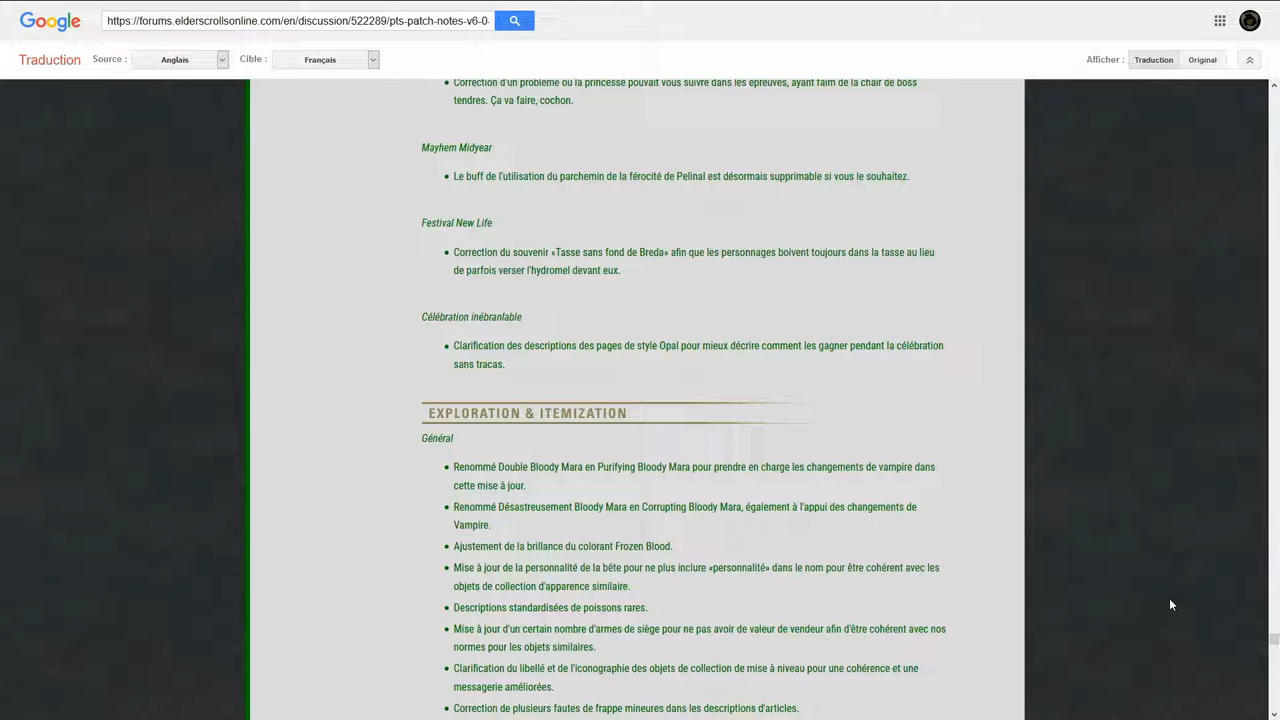 Google
https://forums.elderscrollsonline.com/en/discussion/522289/pts-patch-notes-v6-0-
Traduction Source : Anglais Cible : Français Afficher : Traduction Original
Correction d'un problème où la princesse pouvait vous suivre dans les épreuves, ayant faim de la chair de boss
tendres. Ça va faire, cochon.
Mayhem Midyear
Le buff de l'utilisation du parchemin de la férocité de Pelinal est désormais supprimable si vous le souhaitez.
Festival New Life
Correction du souvenir «Tasse sans fond de Breda» afin que les personnages boivent toujours dans la tasse au lieu
de parfois verser l'hydromel devant eux.
Célébration inébranlable
Clarification des descriptions des pages de style Opal pour mieux décrire comment les gagner pendant la célébration
sans tracas.
EXPLORATION & ITEMIZATION
Général
Renommé Double Bloody Mara en Purifying Bloody Mara pour prendre en charge les changements de vampire dans
cette mise à jour.
Renommé Désastreusement Bloody Mara en Corrupting Bloody Mara, également à l'appui des changements de
Vampire.
Ajustement de la brillance du colorant Frozen Blood.
Mise à jour de la personnalité de la bête pour ne plus inclure «personnalité» dans le nom pour être cohérent avec les
objets de collection d'apparence similaire.
Descriptions standardisées de poissons rares.
Mise à jour d'un certain nombre d'armes de siège pour ne pas avoir de valeur de vendeur afin d'être cohérent avec nos
normes pour les objets similaires.
Clarification du libellé et de l'iconographie des objets de collection de mise à niveau pour une cohérence et une
messagerie améliorées.
Correction de plusieurs fautes de frappe mineures dans les descriptions d'articles.